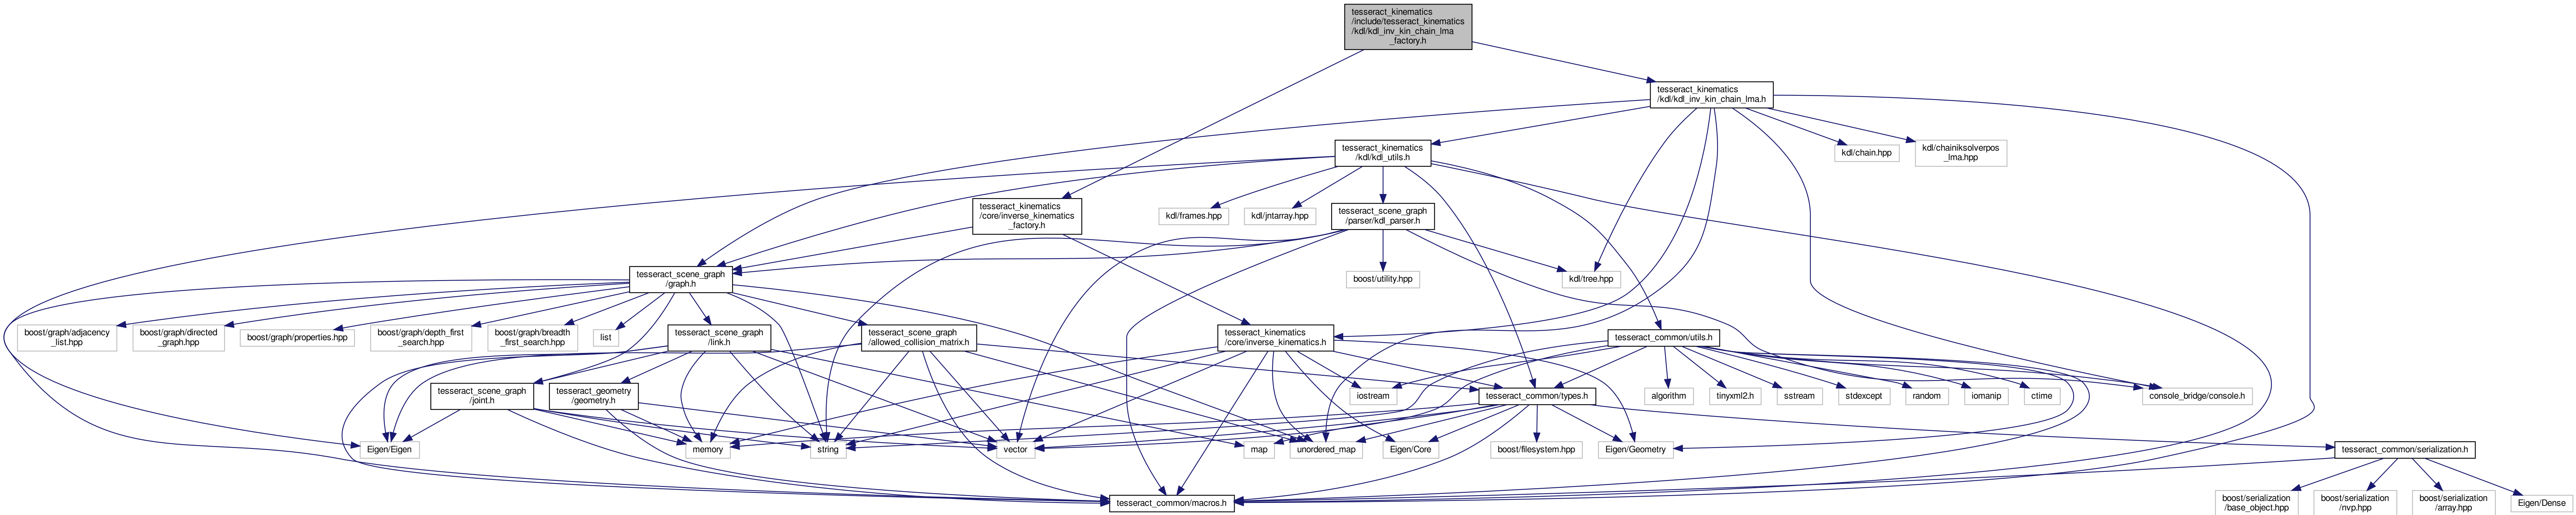 tesseract_kinematics
/include/tesseract_kinematics
/kdl/kdl_inv_kin_chain_lma
_factory.h
tesseract_kinematics
/kdl/kdl_inv_kin_chain_lma.h
tesseract_kinematics
/kdl/kdl_utils.h
kdl/chain.hpp
kdl/chainiksolverpos
_lma.hpp
tesseract_kinematics
/core/inverse_kinematics
_factory.h
kdl/frames.hpp
kdl/jntarray.hpp
tesseract_scene_graph
/parser/kdl_parser.h
tesseract_scene_graph
/graph.h
boost/utility.hpp
kdl/tree.hpp
boost/graph/adjacency
_list.hpp
boost/graph/directed
_graph.hpp
boost/graph/properties.hpp
boost/graph/depth_first
_search.hpp
boost/graph/breadth
_first_search.hpp
list
tesseract_scene_graph
/link.h
tesseract_scene_graph
/allowed_collision_matrix.h
tesseract_kinematics
/core/inverse_kinematics.h
tesseract_common/utils.h
tesseract_scene_graph
/joint.h
tesseract_geometry
/geometry.h
iostream
tesseract_common/types.h
algorithm
tinyxml2.h
sstream
stdexcept
random
iomanip
ctime
console_bridge/console.h
Eigen/Eigen
memory
string
vector
map
unordered_map
Eigen/Core
boost/filesystem.hpp
Eigen/Geometry
tesseract_common/serialization.h
tesseract_common/macros.h
boost/serialization
/base_object.hpp
boost/serialization
/nvp.hpp
boost/serialization
/array.hpp
Eigen/Dense